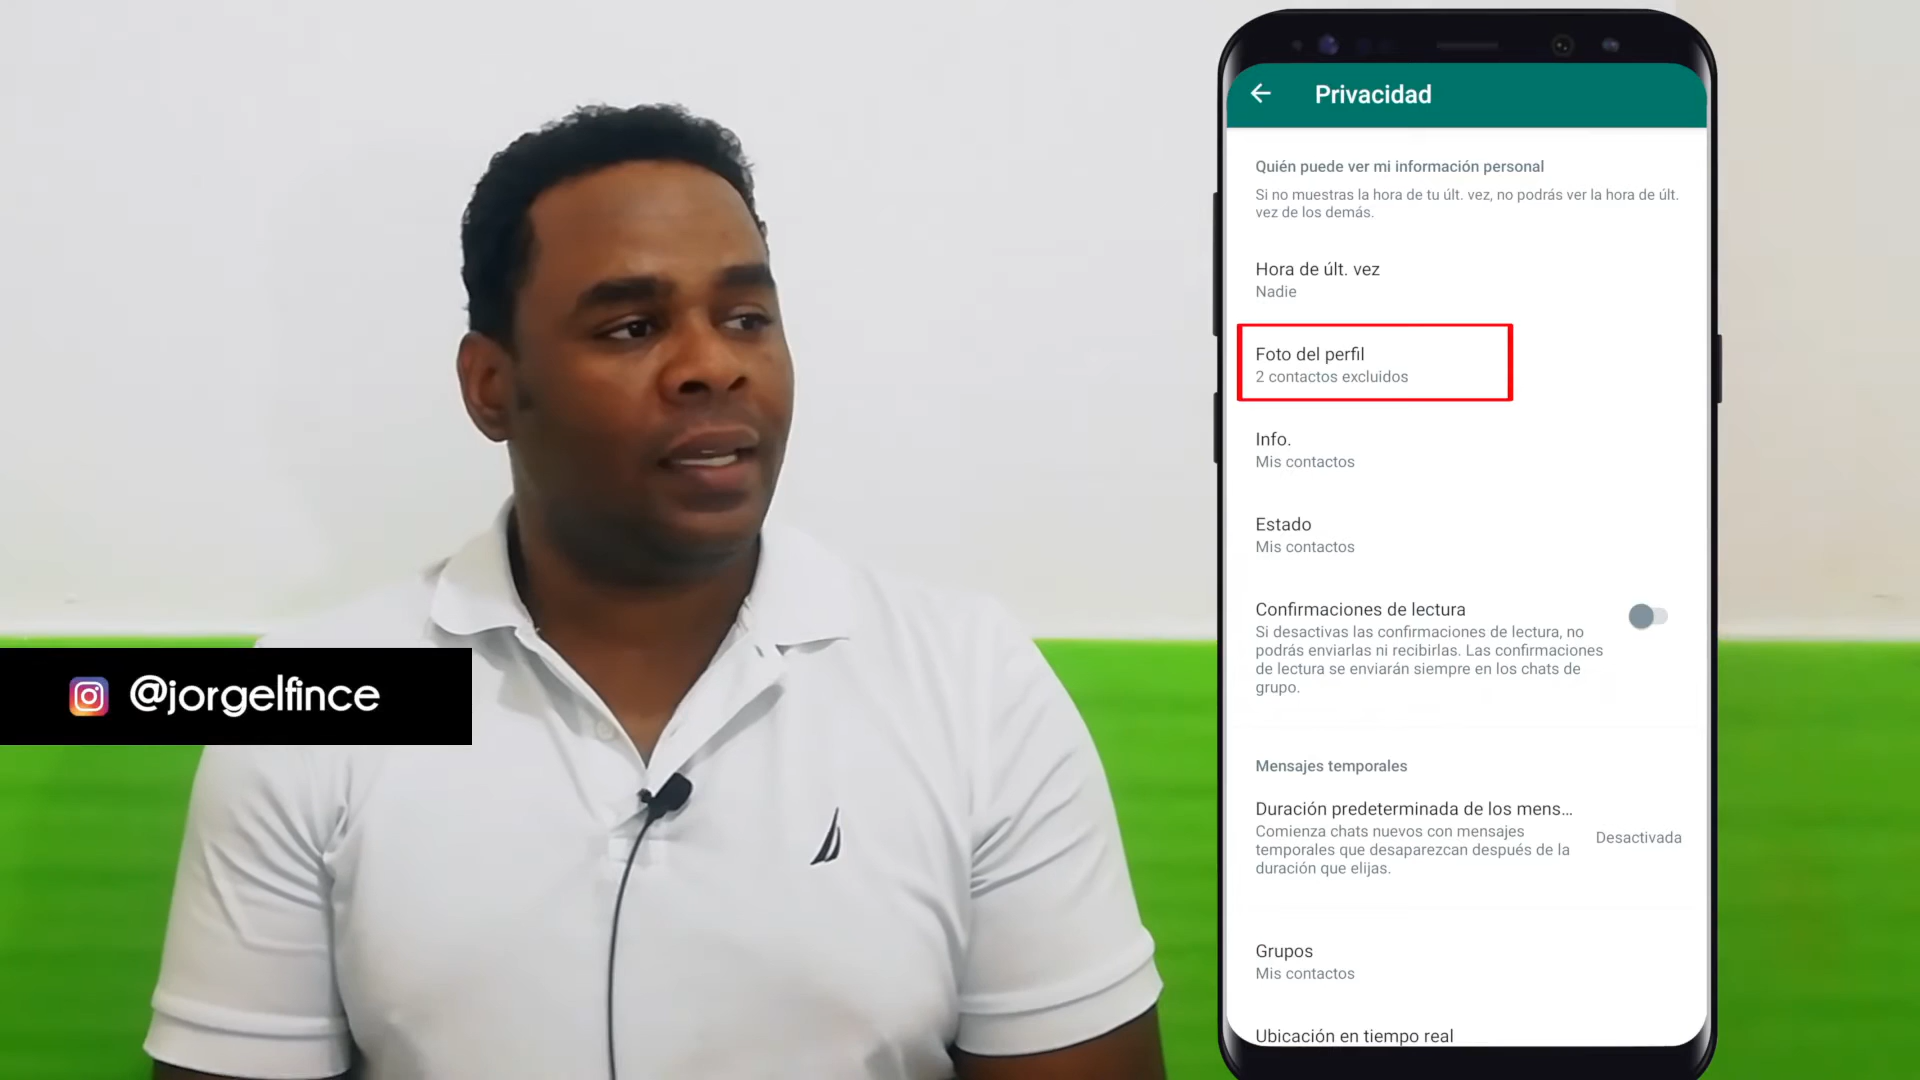 @jorgelfince
Privacidad
Quién puede ver mi información personal
Si no muestras la hora de tu últ. vez, no podrás ver la hora de últ.
vez de los demás.
Hora de últ. vez
Nadie
Foto del perfil
2 contactos excluidos
Info.
Mis contactos
Estado
Mis contactos
Confirmaciones de lectura
Si desactivas las confirmaciones de lectura, no
podrás enviarlas ni recibirlas. Las confirmaciones
de lectura se enviarán siempre en los chats de
grupo.
Mensajes temporales
Duración predeterminada de los mens...
Comienza chats nuevos con mensajes
temporales que desaparezcan después de la
duración que elijas.
Desactivada
Grupos
Mis contactos
Ubicación en tiempo real